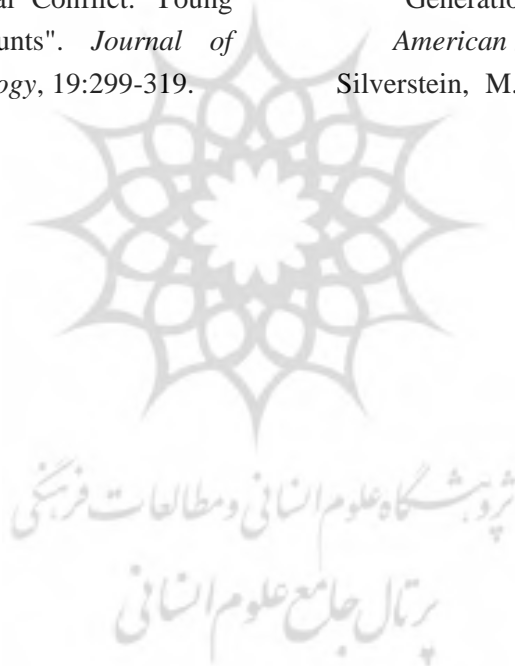 al Conflict: Young
unts". Journal of
ogy, 19:299-319.
Generation
American
Silverstein, M.
پژوهشگاه علوم انسانی و مطالعات فرهنگی
پرتال جامع علوم انسانی